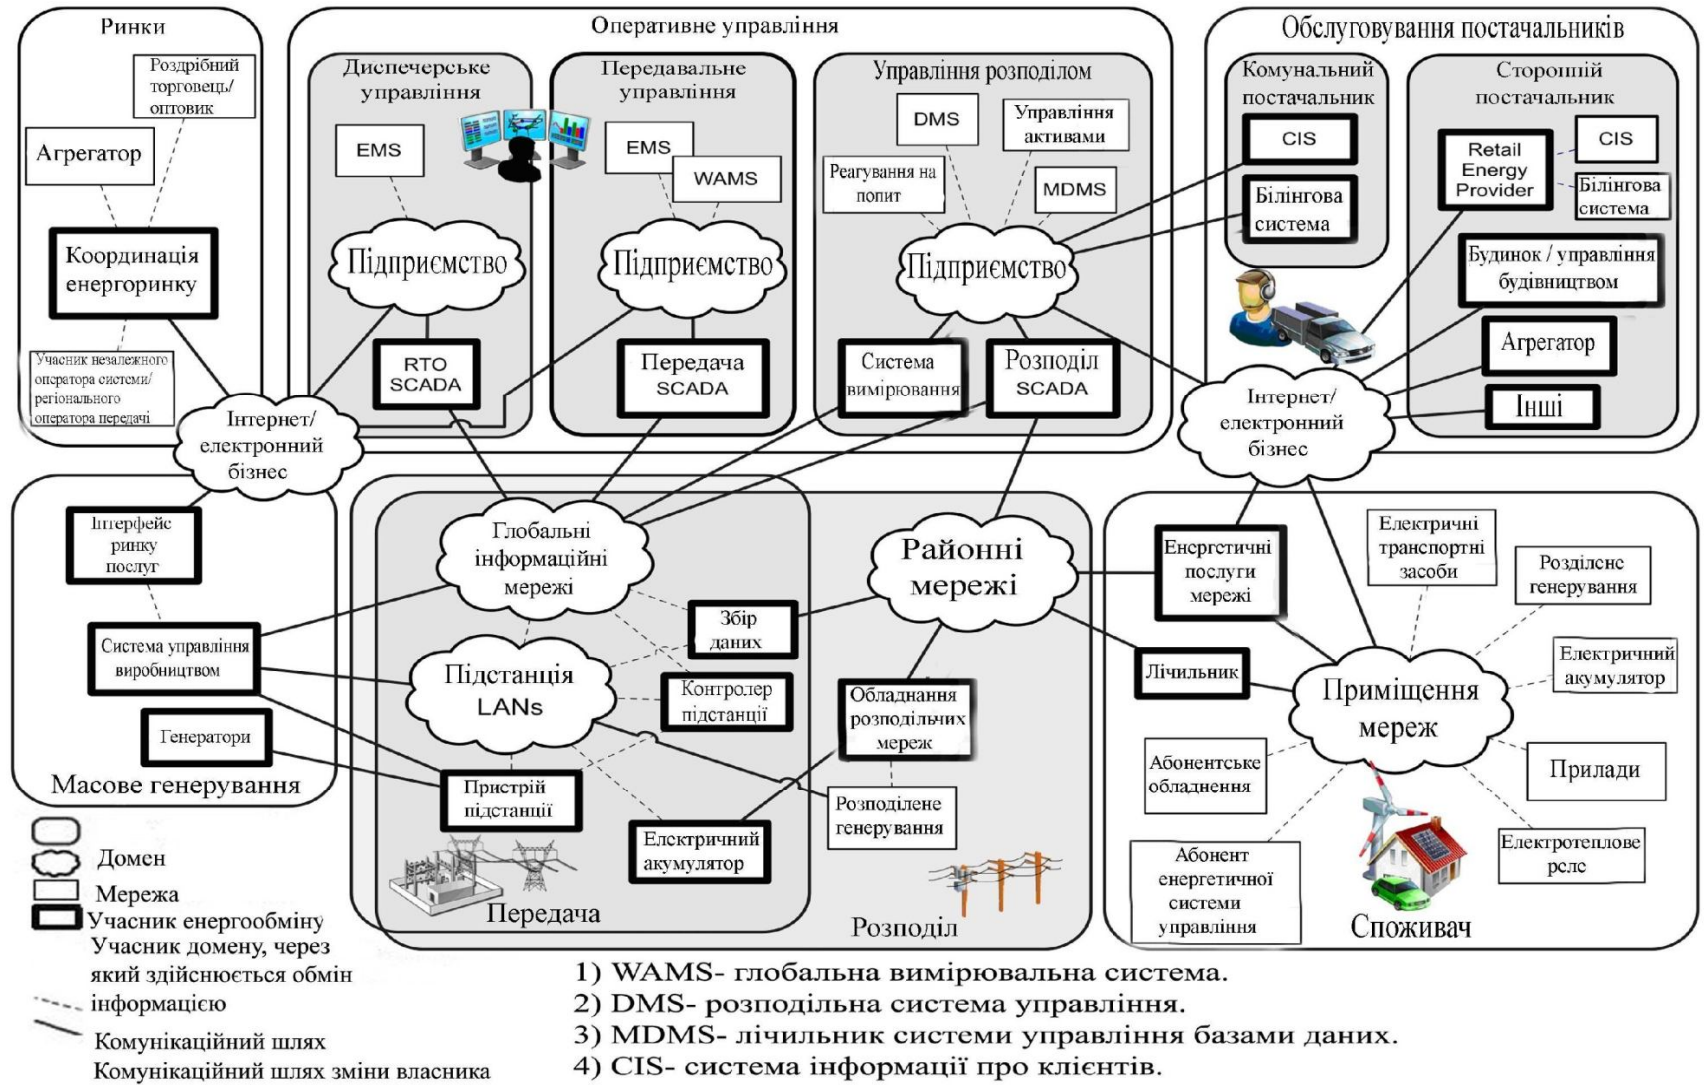 Ринки
Роздрібний
торговець/
оптовик
Агрегатор
Координація
енергоринку
Учасник незалежного
оператора системи/
регіонального
оператора передачі
Оперативне управління
Диспечерське
управління
EMS
Підприємство
RTO
SCADA
Передавальне
управління
EMS
WAMS
Підприємство
Передача
SCADA
Управління розподілом
DMS
Управління
активами
Реагування на
попит
MDMS
Підприємство
Система
вимірювання
Розподіл
SCADA
Обслуговування постачальників
Комунальний
постачальник
CIS
Білінгова
система
Сторонній
постачальник
Retail
Energy
Provider
CIS
Білінгова
система
Будинок / управління
будівництвом
Агрегатор
Інші
Інтернет/
електронний
бізнес
Інтернет/
електронний
бізнес
Інтерфейс
ринку
послуг
Система управління
виробництвом
Генератори
Масове генерування
Глобальні
інформаційні
мережі
Підстанція
LANs
Збір
даних
Контролер
підстанції
Пристрій
підстанції
Електричний
акумулятор
Передача
Районні
мережі
Обладнання
розподільчих
мереж
Розподілене
генерування
Розподіл
Енергетичні
послуги
мережі
Електричні
транспортні
засоби
Розділене
генерування
Лічильник
Приміщення
мереж
Електричний
акумулятор
Абонентське
обладнення
Прилади
Абонент
енергетичної
системи
управління
Електротеплове
реле
Споживач
Домен
Мережа
Учасник енергообміну
Учасник домену, через
який здійснюється обмін
інформацією
Комунікаційний шлях
Комунікаційний шлях зміни власника
1) WAMS- глобальна вимірювальна система.
2) DMS- розподільна система управління.
3) MDMS- лічильник системи управління базами даних.
4) CIS- система інформації про клієнтів.